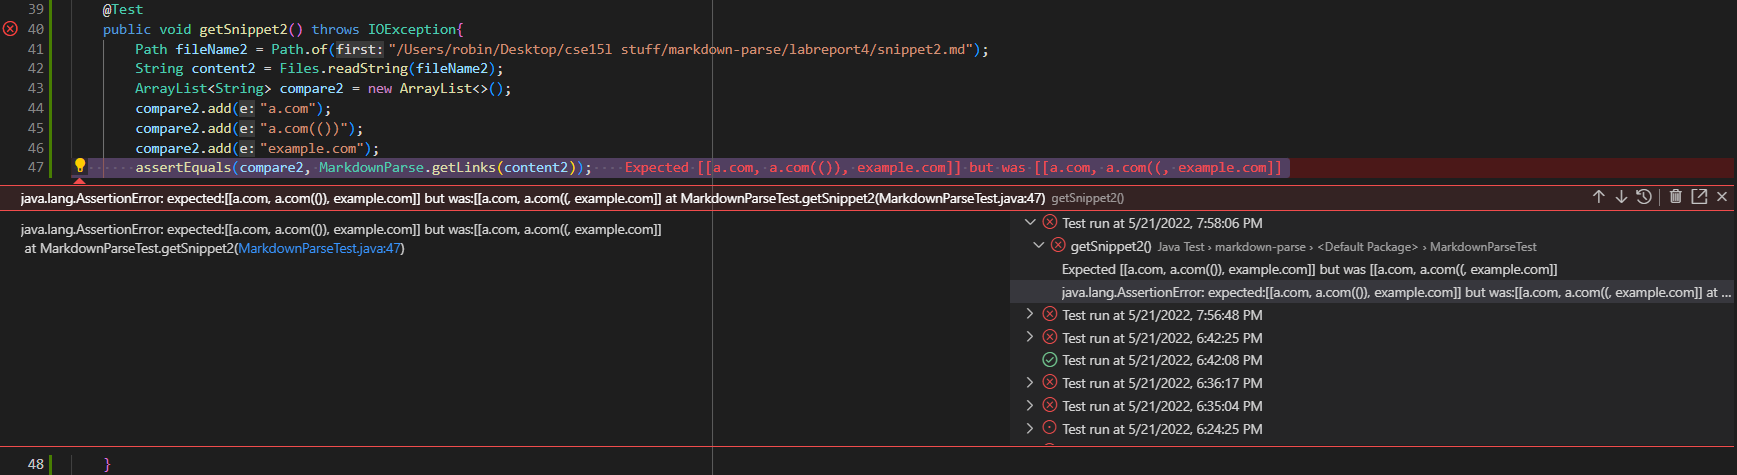 39 @Test
40 public void getSnippet2() throws IOException{
41 Path fileName2 = Path.of(first: "/Users/robin/Desktop/cse15l stuff/markdown-parse/labreport4/snippet2.md");
42 String content2 = Files.readString(fileName2);
43 ArrayList<String> compare2 = new ArrayList<>();
44 compare2.add(e: "a.com");
45 compare2.add(e: "a.com(())");
46 compare2.add(e: "example.com");
47 assertEquals(compare2, MarkdownParse.getLinks(content2)); Expected [[a.com, a.com(()), example.com]] but was [[a.com, a.com((, example.com]]
java.lang.AssertionError: expected:[[a.com, a.com(()), example.com]] but was:[[a.com, a.com((, example.com]] at MarkdownParseTest.getSnippet2(MarkdownParseTest.java:47) getSnippet2()
java.lang.AssertionError: expected:[[a.com, a.com(()), example.com]] but was:[[a.com, a.com((, example.com]]
at MarkdownParseTest.getSnippet2(MarkdownParseTest.java:47)
Test run at 5/21/2022, 7:58:06 PM
getSnippet2() Java Test › markdown-parse › <Default Package> › MarkdownParseTest
Expected [[a.com, a.com(()), example.com]] but was [[a.com, a.com((, example.com]]
java.lang.AssertionError: expected:[[a.com, a.com(()), example.com]] but was:[[a.com, a.com((, example.com]] at ...
Test run at 5/21/2022, 7:56:48 PM
Test run at 5/21/2022, 6:42:25 PM
Test run at 5/21/2022, 6:42:08 PM
Test run at 5/21/2022, 6:36:17 PM
Test run at 5/21/2022, 6:35:04 PM
Test run at 5/21/2022, 6:24:25 PM
48 }